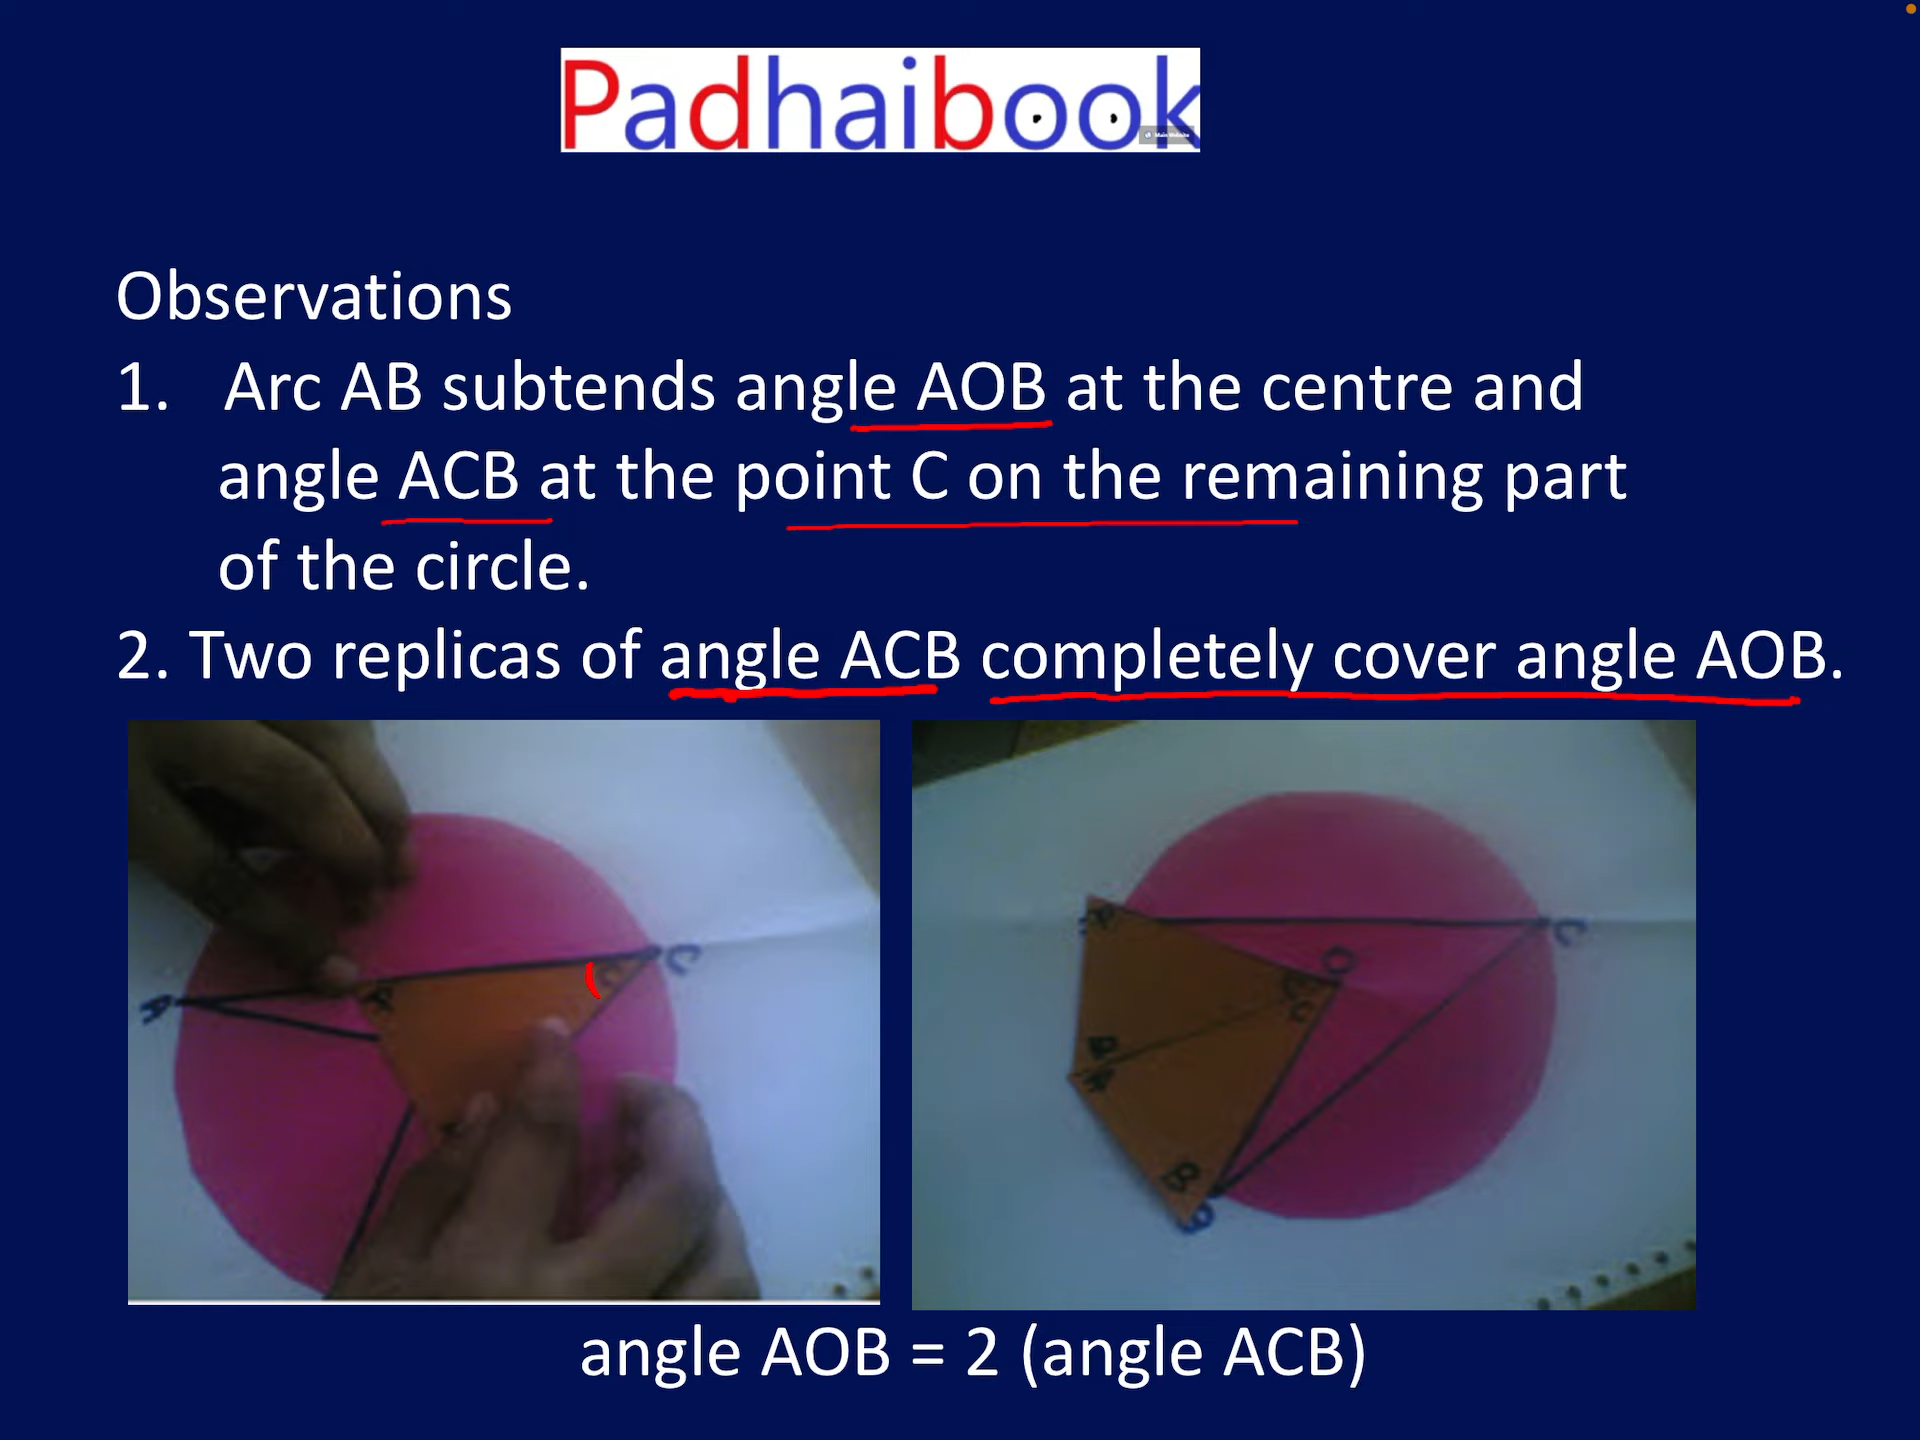 Padhaibook
Main Website
Observations
1. Arc AB subtends angle AOB at the centre and
angle ACB at the point C on the remaining part
of the circle.
2. Two replicas of angle ACB completely cover angle AOB.
A
C
O
C
B
angle AOB = 2 (angle ACB)